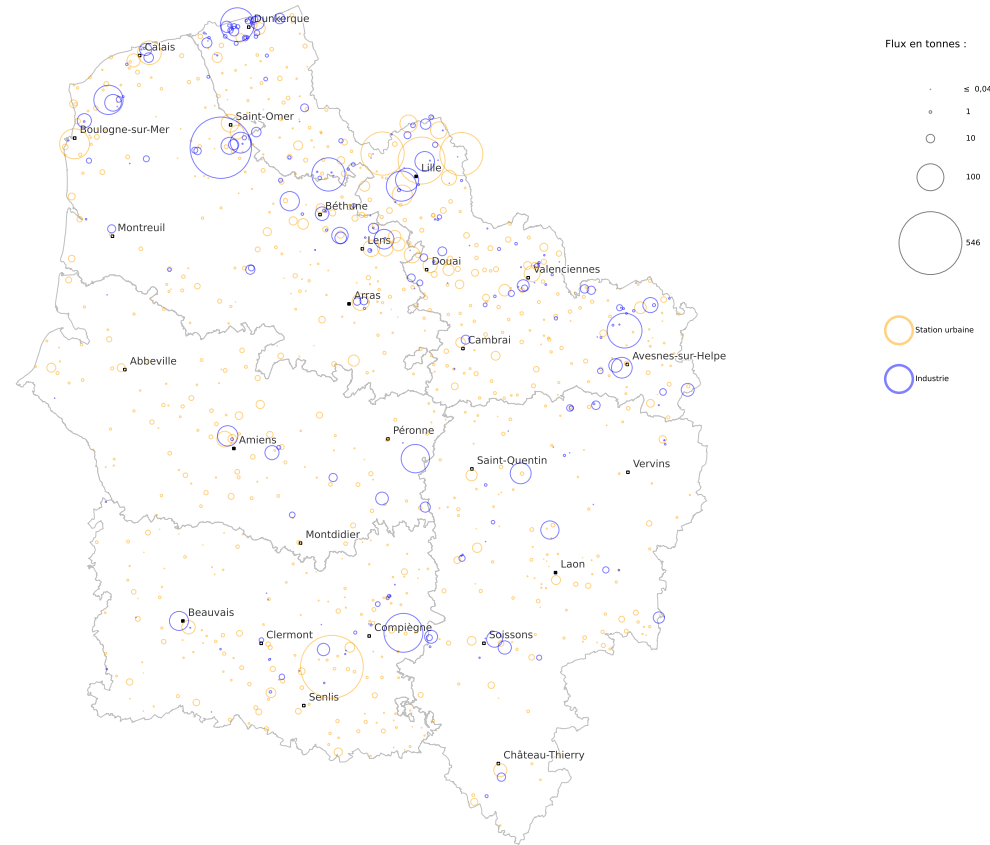 Dunkerque
Flux en tonnes :
Calais
≤ 0,04
1
Saint-Omer
Boulogne-sur-Mer
10
Lille
100
Béthune
Montreuil
Lens
546
Douai
Valenciennes
Arras
Station urbaine
Cambrai
Avesnes-sur-Helpe
Abbeville
Industrie
Péronne
Amiens
Saint-Quentin
Vervins
Montdidier
Laon
Beauvais
Compiègne
Clermont
Soissons
Senlis
Château-Thierry